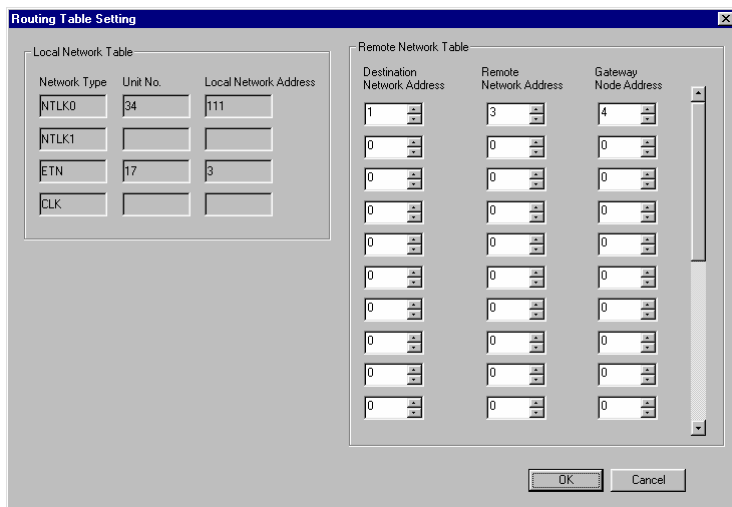 Routing Table Setting
Local Network Table
Network Type Unit No. Local Network Address
NTLK0 34 111
NTLK1
ETN 17 3
CLK
Remote Network Table
Destination Network Address Remote Network Address Gateway Node Address
1 3 4
0 0 0
0 0 0
0 0 0
0 0 0
0 0 0
0 0 0
0 0 0
0 0 0
0 0 0
OK Cancel